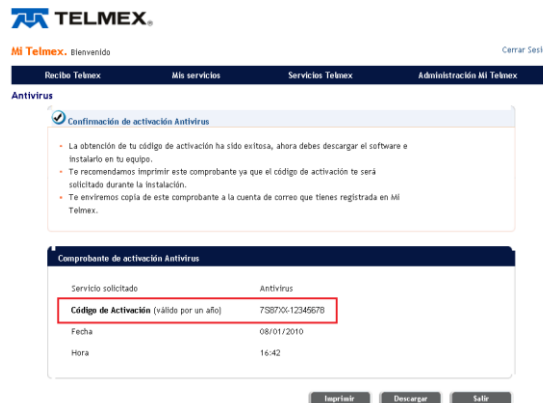 TELMEX®
Mi Telmex. Bienvenido
Cerrar Sesi
Recibo Telmex Mis servicios Servicios Telmex Administración Mi Telmex
Antivirus
Confirmación de activación Antivirus
• La obtención de tu código de activación ha sido exitosa, ahora debes descargar el software e
instalarlo en tu equipo.
• Te recomendamos imprimir este comprobante ya que el código de activación te será
solicitado durante la instalación.
• Te enviremos copia de este comprobante a la cuenta de correo que tienes registrada en Mi
Telmex.
Comprobante de activación Antivirus
Servicio solicitado Antivirus
Código de Activación (válido por un año) 7S87XX-12345678
Fecha 08/01/2010
Hora 16:42
Imprimir Descargar Salir